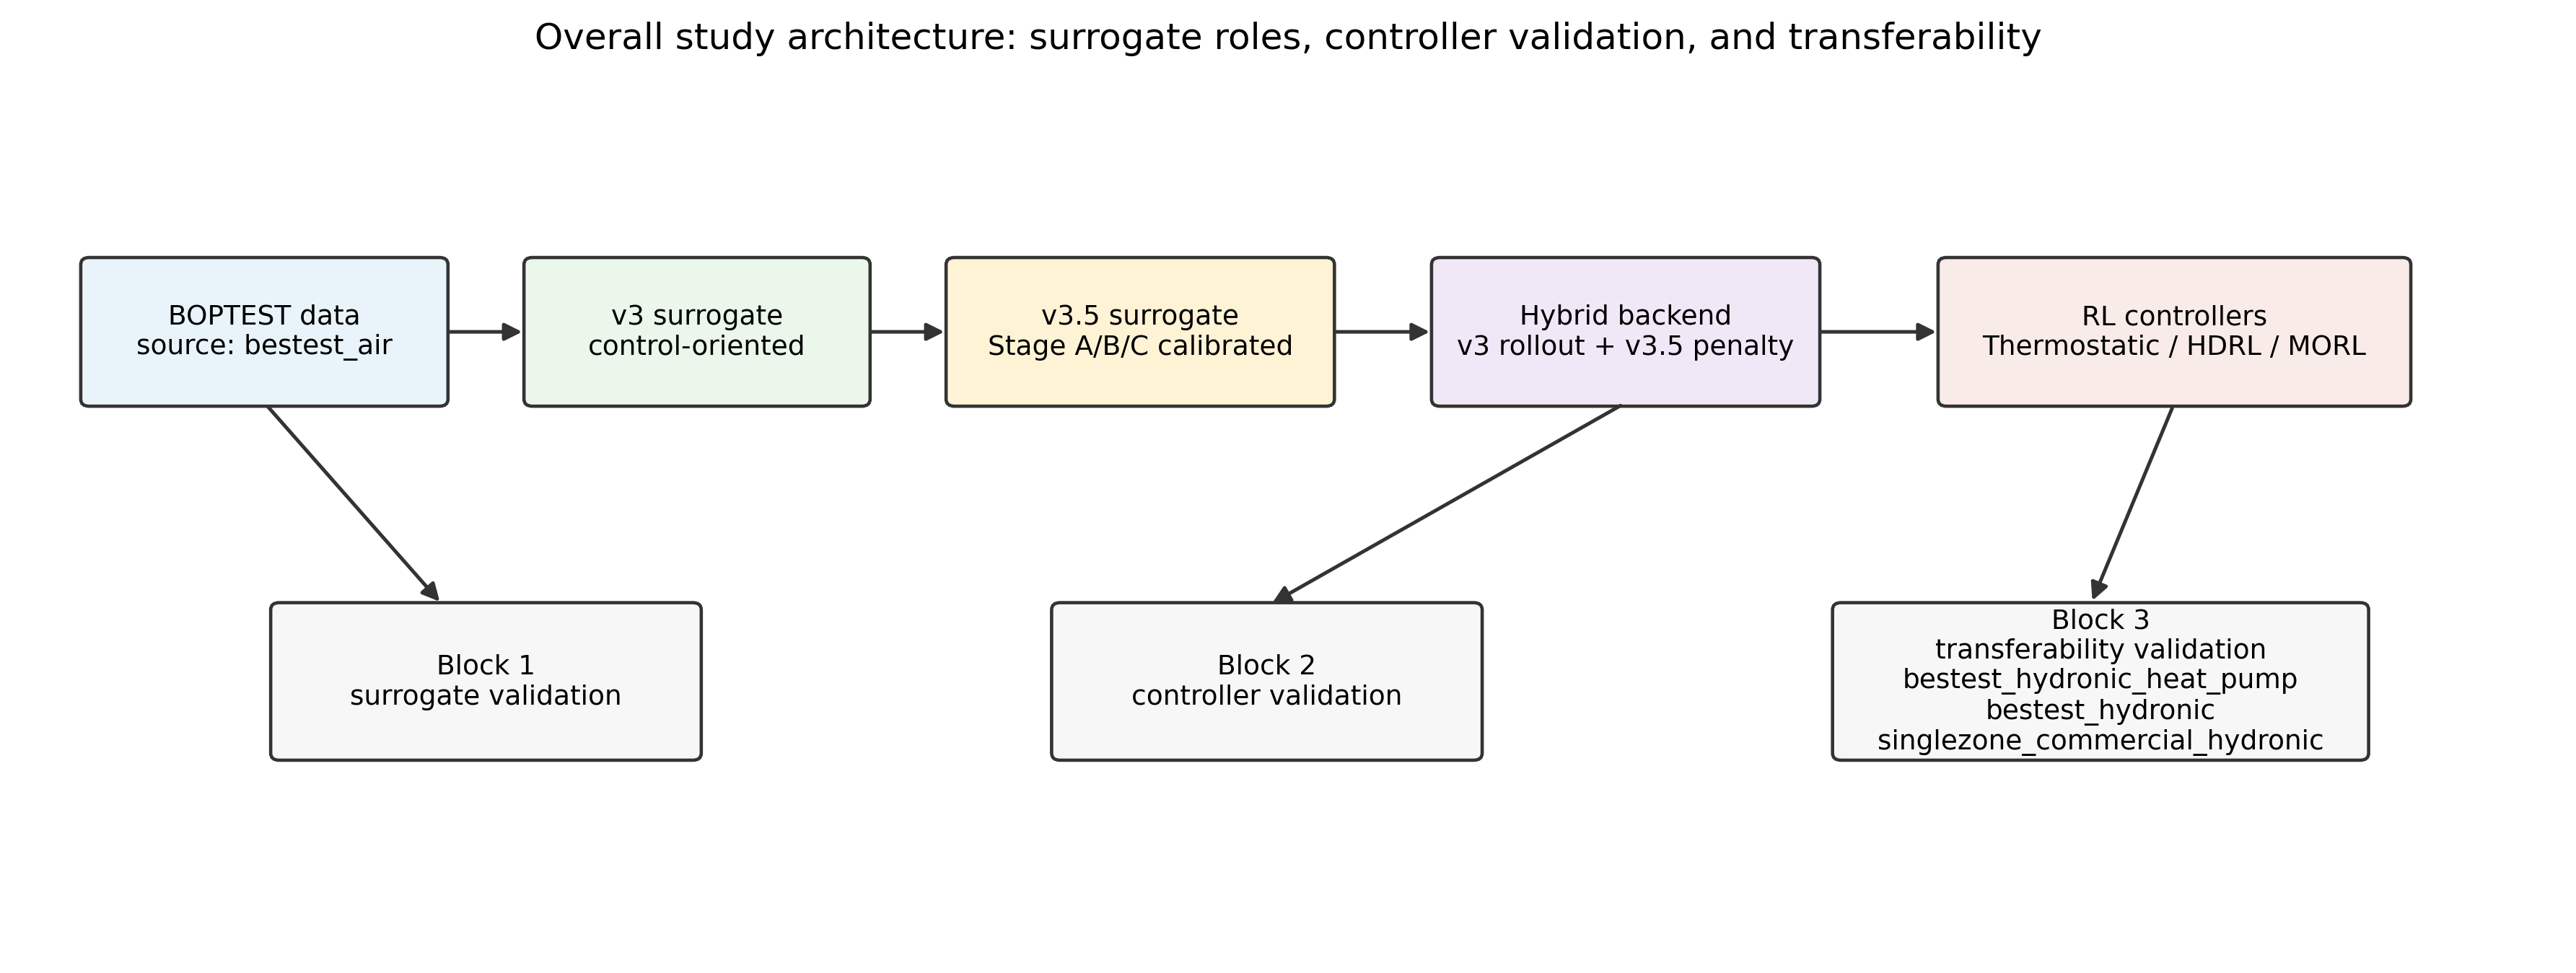 Overall study architecture: surrogate roles, controller validation, and transferability
BOPTEST data
source: bestest_air
v3 surrogate
control-oriented
v3.5 surrogate
Stage A/B/C calibrated
Hybrid backend
v3 rollout + v3.5 penalty
RL controllers
Thermostatic / HDRL / MORL
Block 1
surrogate validation
Block 2
controller validation
Block 3
transferability validation
bestest_hydronic_heat_pump
bestest_hydronic
singlezone_commercial_hydronic